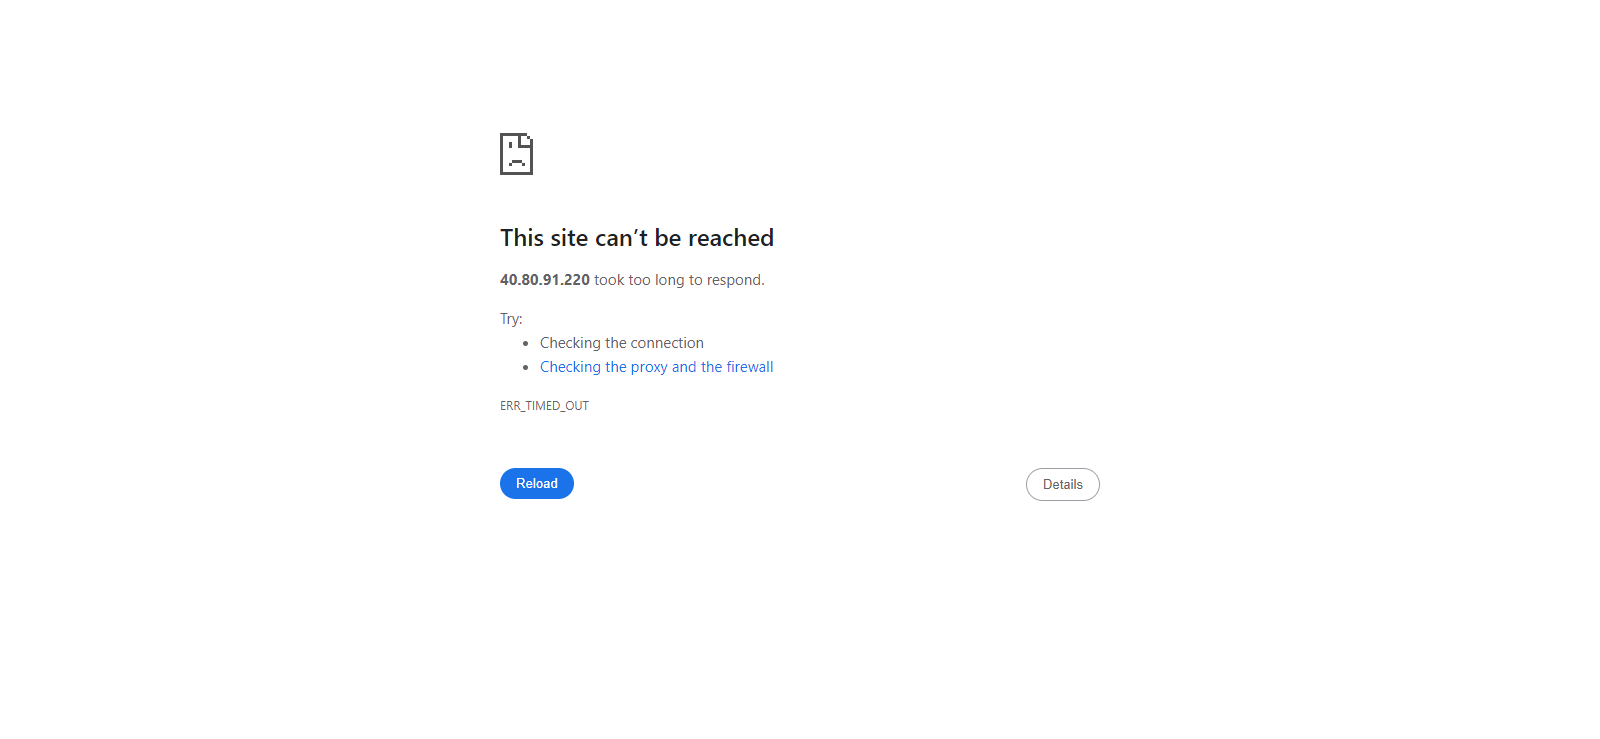 This site can’t be reached
40.80.91.220 took too long to respond.
Try:
• Checking the connection
• Checking the proxy and the firewall
ERR_TIMED_OUT
Reload
Details